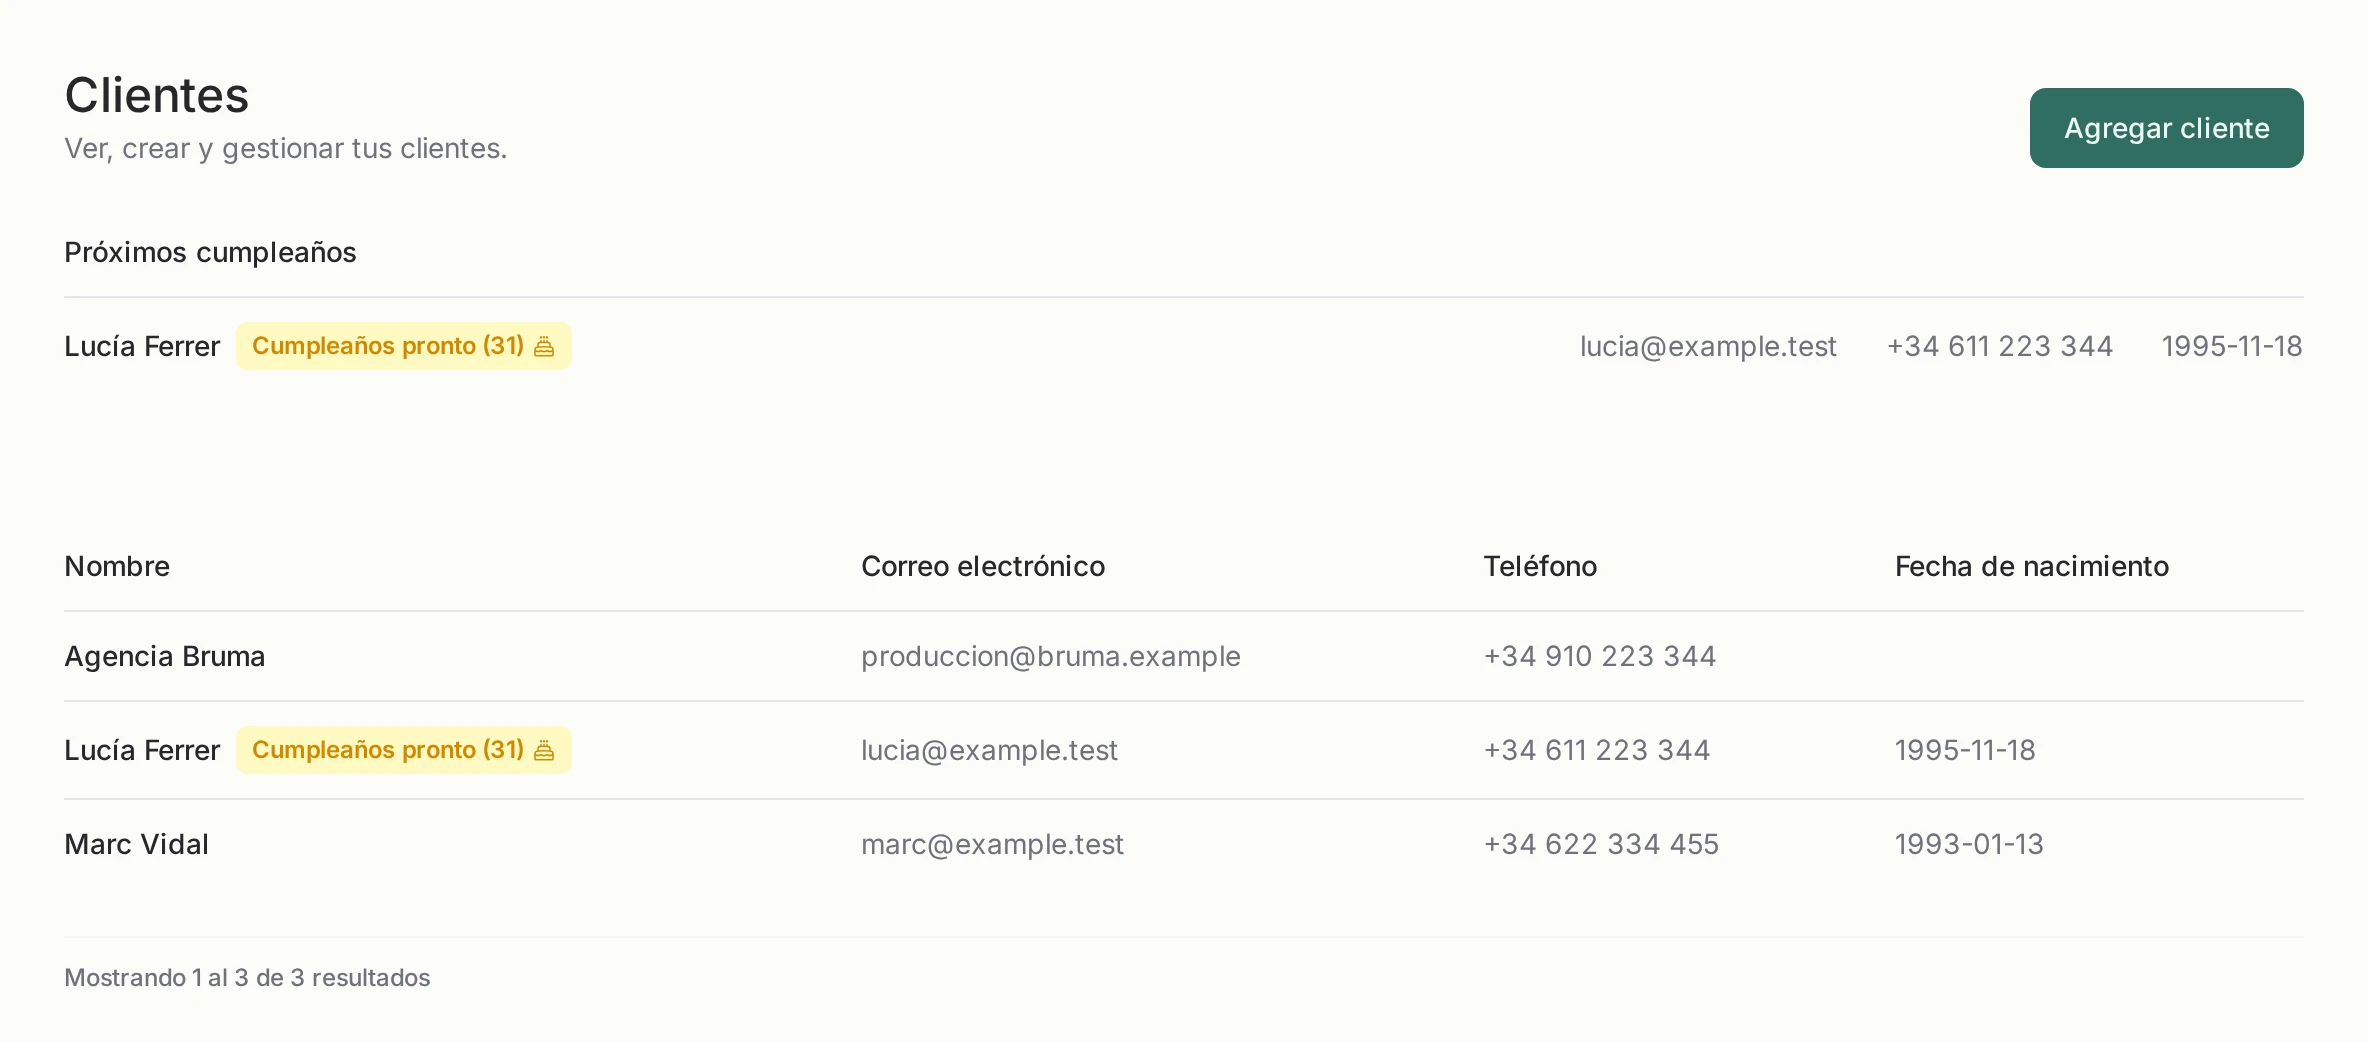 Clientes
Ver, crear y gestionar tus clientes.
Agregar cliente
Próximos cumpleaños
Lucía Ferrer Cumpleaños pronto (31) lucia@example.test +34 611 223 344 1995-11-18
Nombre Correo electrónico Teléfono Fecha de nacimiento
Agencia Bruma produccion@bruma.example +34 910 223 344
Lucía Ferrer Cumpleaños pronto (31) lucia@example.test +34 611 223 344 1995-11-18
Marc Vidal marc@example.test +34 622 334 455 1993-01-13
Mostrando 1 al 3 de 3 resultados